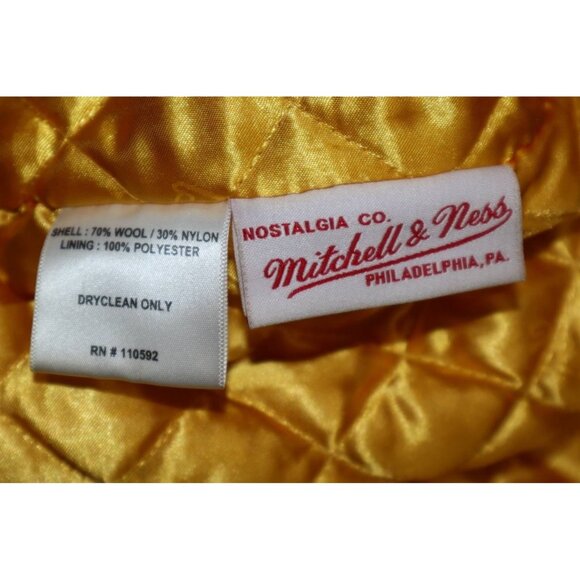 SHELL : 70% WOOL / 30% NYLON
LINING : 100% POLYESTER
DRYCLEAN ONLY
RN # 110592
NOSTALGIA CO.
Mitchell & Ness
PHILADELPHIA, PA.